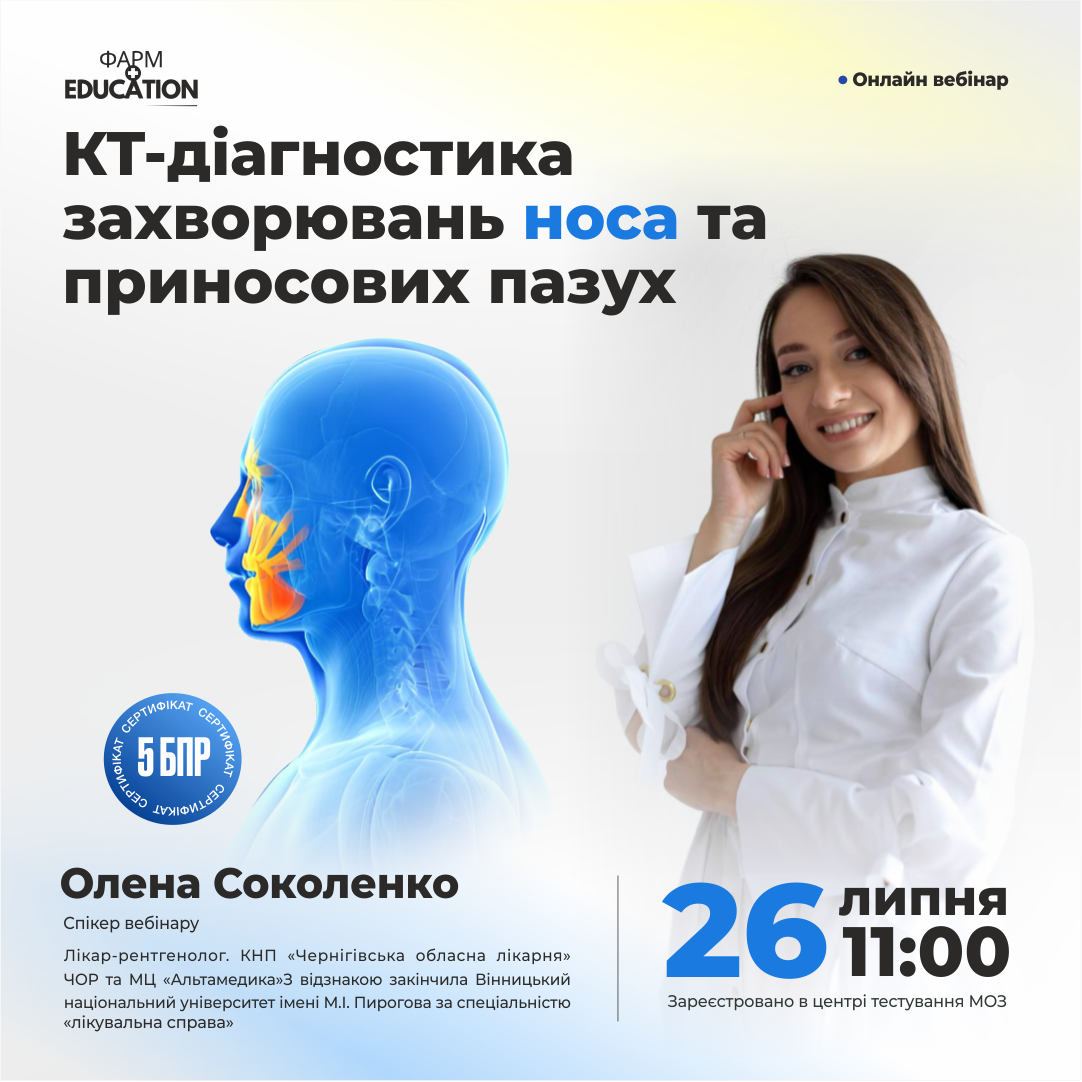 ФАРМ
EDUCATION
Онлайн вебінар
КТ-діагностика
захворювань носа та
приносових пазух
СЕРТИФІКАТ СЕРТИФІКАТ СЕРТИФІКАТ СЕРТИФІКАТ
5 БПР
Олена Соколенко
Спікер вебінару
Лікар-рентгенолог. КНП «Чернігівська обласна лікарня»
ЧОР та МЦ «Альтамедика»З відзнакою закінчила Вінницький
національний університет імені М.І. Пирогова за спеціальністю
«лікувальна справа»
26 липня
11:00
Зареєстровано в центрі тестування МОЗ